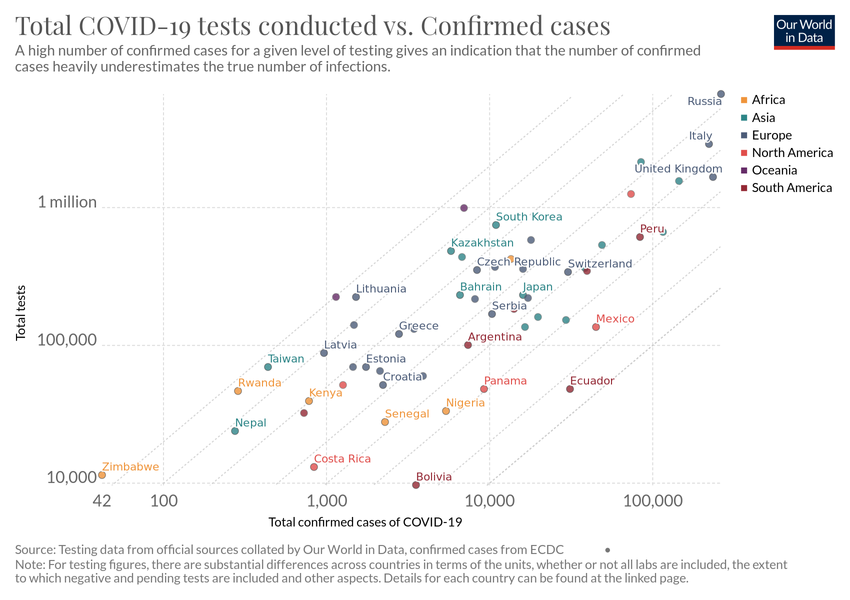 Total COVID-19 tests conducted vs. Confirmed cases
Our World
in Data
A high number of confirmed cases for a given level of testing gives an indication that the number of confirmed
cases heavily underestimates the true number of infections.
Africa
Asia
Europe
North America
Oceania
South America
Russia
Italy
United Kingdom
1 million
South Korea
Peru
Kazakhstan
Czech Republic
Switzerland
Lithuania
Bahrain
Japan
Serbia
Mexico
Greece
100,000
Latvia
Argentina
Taiwan
Estonia
Rwanda
Croatia
Panama
Ecuador
Kenya
Nigeria
Senegal
Nepal
Costa Rica
Zimbabwe
Bolivia
10,000
Total tests
42
100
1,000
10,000
100,000
Total confirmed cases of COVID-19
Source: Testing data from official sources collated by Our World in Data, confirmed cases from ECDC •
Note: For testing figures, there are substantial differences across countries in terms of the units, whether or not all labs are included, the extent
to which negative and pending tests are included and other aspects. Details for each country can be found at the linked page.